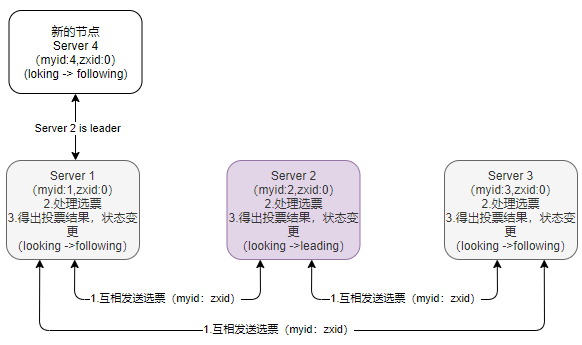 新的节点
Server 4
(myid:4,zxid:0)
(loking -> following)
Server 2 is leader
Server 1
(myid:1,zxid:0)
2.处理选票
3.得出投票结果，状态变
更
(looking ->following)
Server 2
(myid:2,zxid:0)
2.处理选票
3.得出投票结果，状态变
更
(looking ->leading)
Server 3
(myid:3,zxid:0)
2.处理选票
3.得出投票结果，状态变
更
(looking ->following)
1.互相发送选票（myid：zxid）
1.互相发送选票（myid：zxid）
1.互相发送选票（myid：zxid）